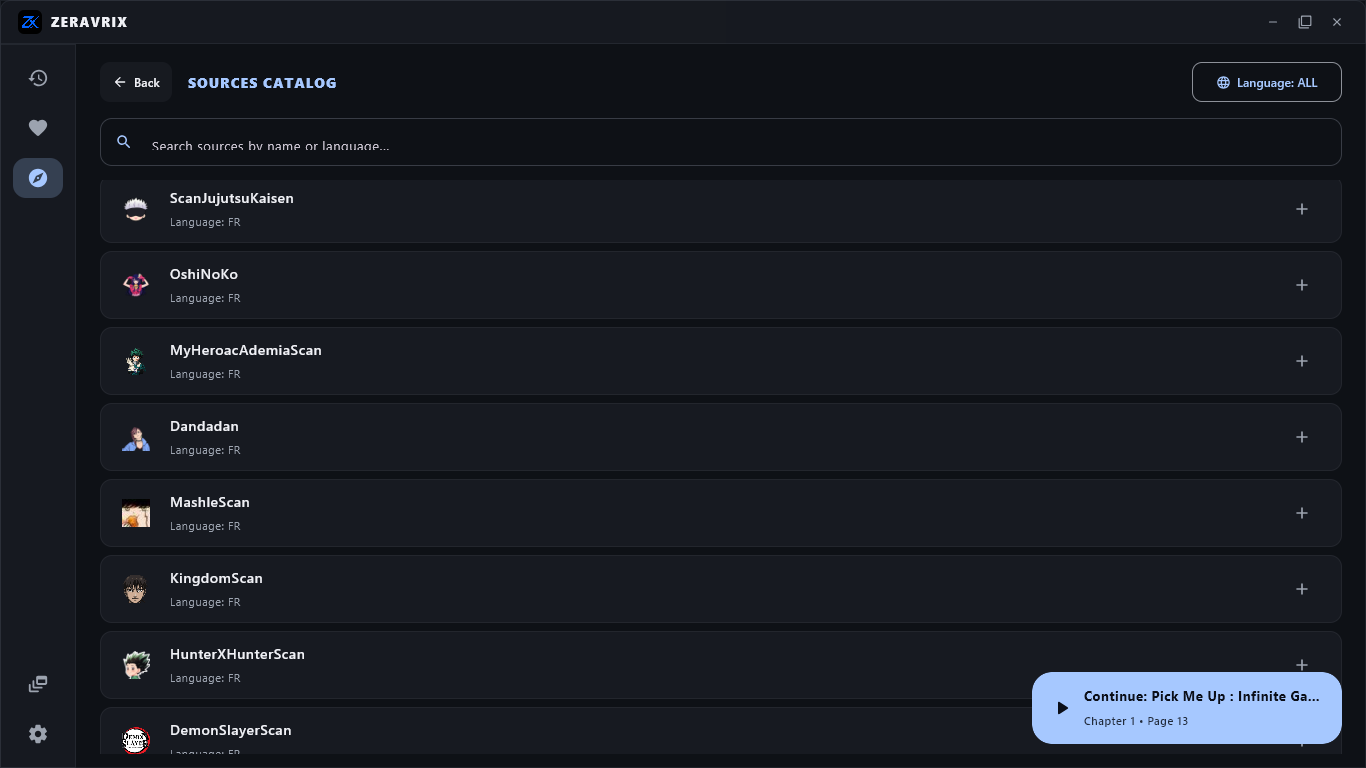 ZERAVRIX
Back
SOURCES CATALOG
Language: ALL
Search sources by name or language...
ScanJujutsuKaisen
Language: FR
OshiNoKo
Language: FR
MyHeroacAdemiaScan
Language: FR
Dandadan
Language: FR
MashleScan
Language: FR
KingdomScan
Language: FR
HunterXHunterScan
Language: FR
DemonSlayerScan
Language: FR
Continue: Pick Me Up : Infinite Ga...
Chapter 1 • Page 13